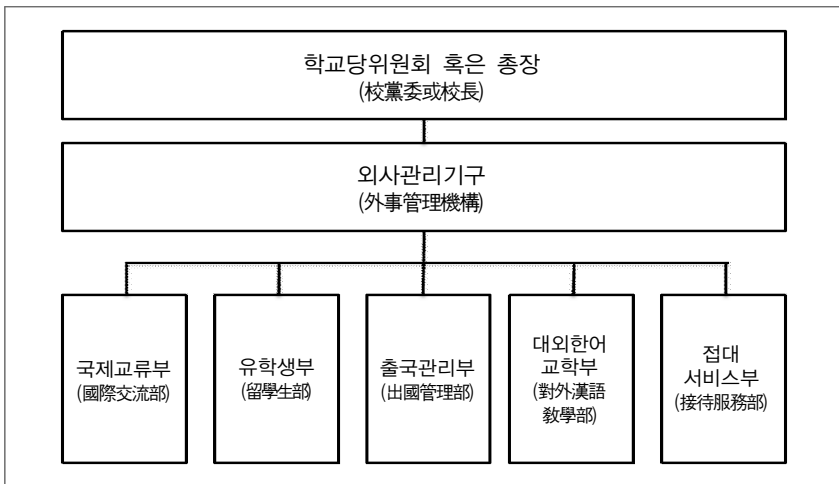 학교당위원회 혹은 총장
(校黨委或校長)
외사관리기구
(外事管理機構)
국제교류부
(國際交流部)
유학생부
(留學生部)
출국관리부
(出國管理部)
대외한어
교학부
(對外漢語
敎學部)
접대
서비스부
(接待服務部)